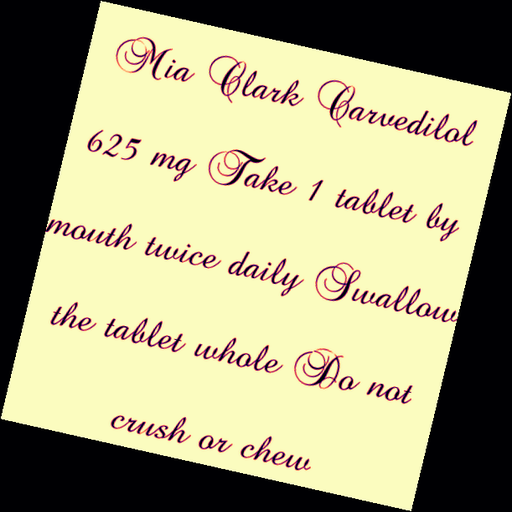 Mia Clark Carvedilol
625 mg Take 1 tablet by
mouth twice daily Swallow
the tablet whole Do not
crush or chew